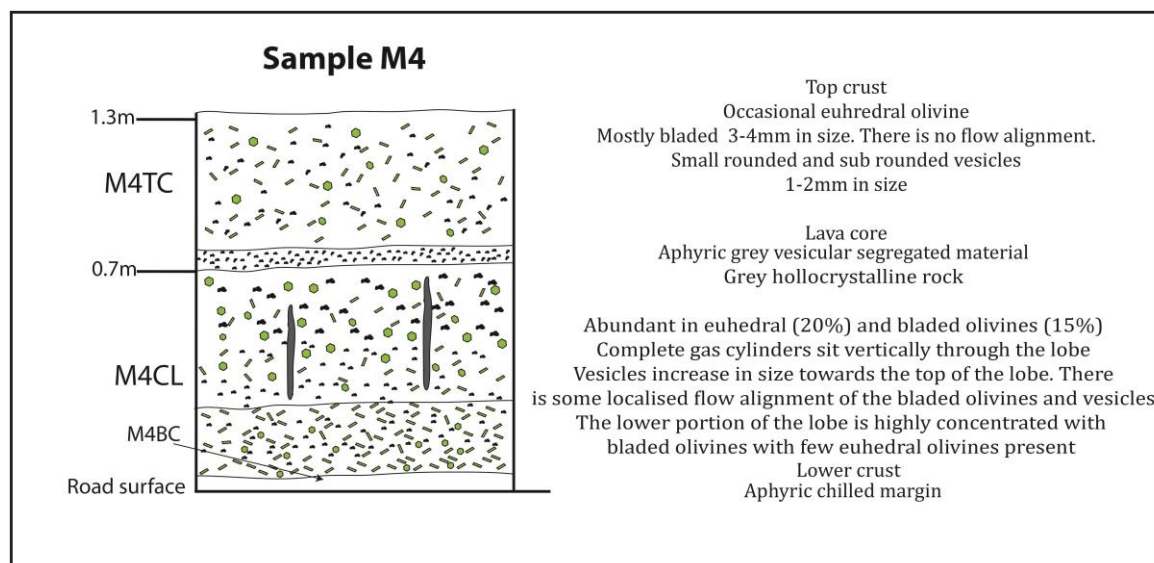 Sample M4
1.3m
M4TC
0.7m
M4CL
M4BC
Road surface
Top crust
Occasional euhredral olivine
Mostly bladed 3-4mm in size. There is no flow alignment.
Small rounded and sub rounded vesicles
1-2mm in size
Lava core
Aphyric grey vesicular segregated material
Grey hollocrystalline rock
Abundant in euhedral (20%) and bladed olivines (15%)
Complete gas cylinders sit vertically through the lobe
Vesicles increase in size towards the top of the lobe. There
is some localised flow alignment of the bladed olivines and vesicles
The lower portion of the lobe is highly concentrated with
bladed olivines with few euhedral olivines present
Lower crust
Aphyric chilled margin